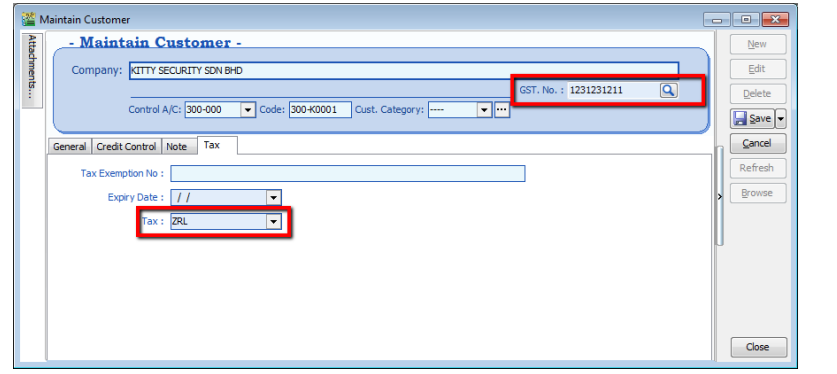 Maintain Customer
Attachments...
- Maintain Customer -
Company: KITTY SECURITY SDN BHD
GST. No. : 1231231211
Control A/C: 300-000 Code: 300-K0001 Cust. Category: ---- ...
General Credit Control Note Tax
Tax Exemption No :
Expiry Date : / /
Tax : ZRL
New
Edit
Delete
Save
Cancel
Refresh
Browse
Close